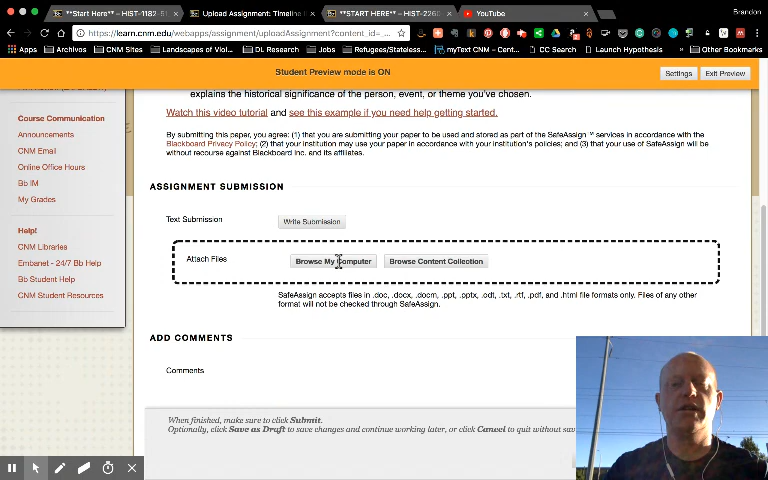 **Start Here** – HIST-1182-51
Upload Assignment: Timeline I
**START HERE** – HIST-2260
YouTube
Brandon
https://learn.cnm.edu/webapps/assignment/uploadAssignment?content_id=_
Apps
Archivos
CNM Sites
Landscapes of Viol...
DL Research
Jobs
Refugees/Stateless...
myText CNM – Cent...
CC Search
Launch Hypothesis
Other Bookmarks
Student Preview mode is ON
Settings
Exit Preview
explains the historical significance of the person, event, or theme you've chosen.
Watch this video tutorial and see this example if you need help getting started.
Course Communication
Announcements
CNM Email
Online Office Hours
Bb IM
My Grades
Help!
CNM Libraries
Embanet - 24/7 Bb Help
Bb Student Help
CNM Student Resources
By submitting this paper, you agree: (1) that you are submitting your paper to be used and stored as part of the SafeAssign™ services in accordance with the
Blackboard Privacy Policy; (2) that your institution may use your paper in accordance with your institution's policies; and (3) that your use of SafeAssign will be
without recourse against Blackboard Inc. and its affiliates.
ASSIGNMENT SUBMISSION
Text Submission
Write Submission
Attach Files
Browse My Computer
Browse Content Collection
SafeAssign accepts files in .doc, .docx, .docm, .ppt, .pptx, .odt, .txt, .rtf, .pdf, and .html file formats only. Files of any other
format will not be checked through SafeAssign.
ADD COMMENTS
Comments
When finished, make sure to click Submit.
Optionally, click Save as Draft to save changes and continue working later, or click Cancel to quit without